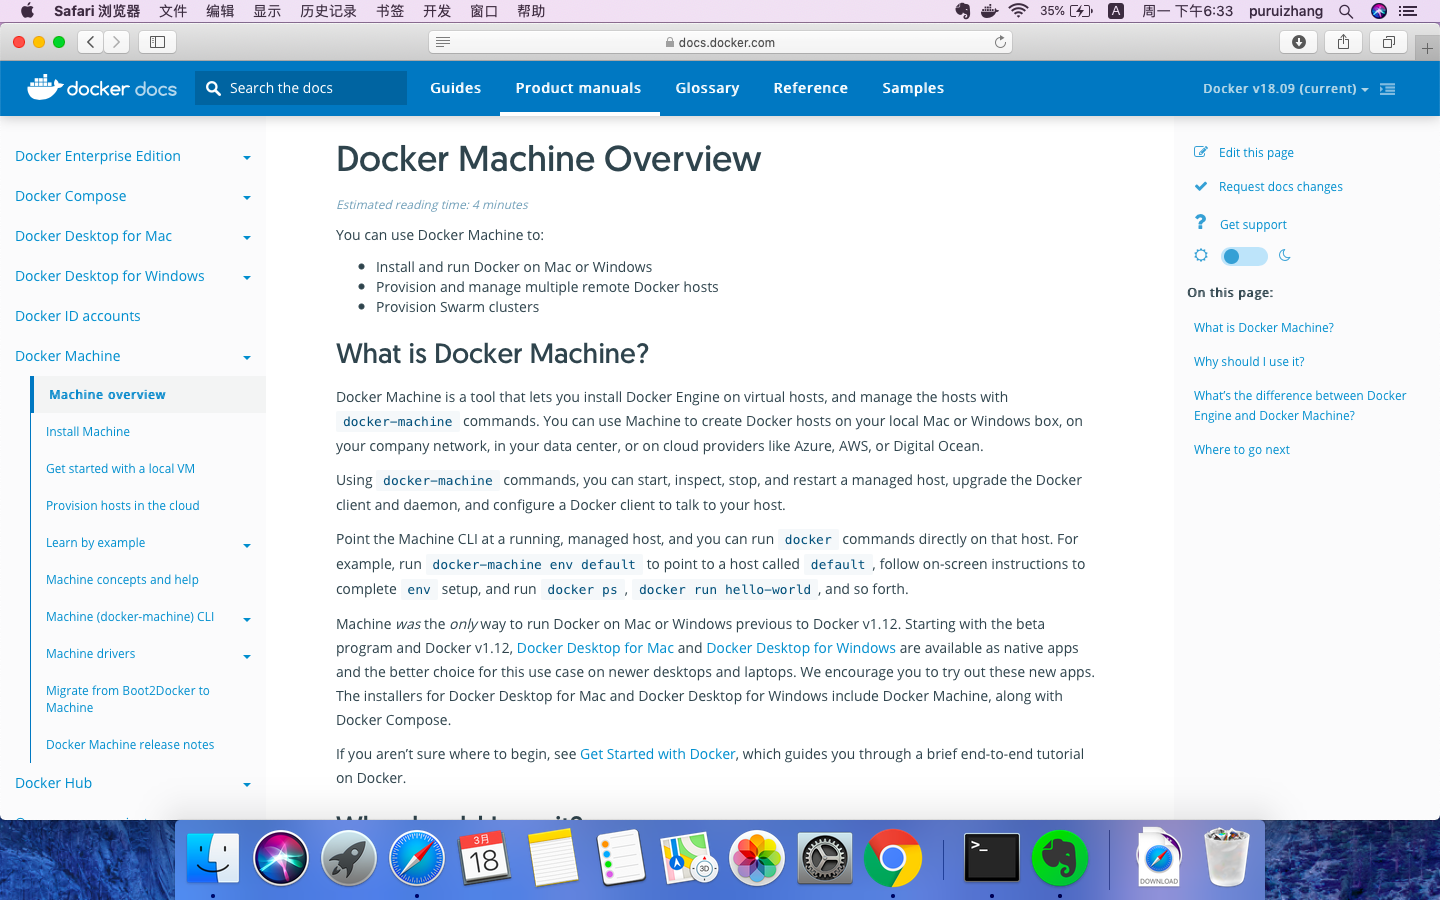 Safari 浏览器 文件 编辑 显示 历史记录 书签 开发 窗口 帮助 35% A 周一 下午6:33 puruizhang
docs.docker.com
docker docs Search the docs Guides Product manuals Glossary Reference Samples Docker v18.09 (current)
Docker Enterprise Edition
Docker Compose
Docker Desktop for Mac
Docker Desktop for Windows
Docker ID accounts
Docker Machine
Machine overview
Install Machine
Get started with a local VM
Provision hosts in the cloud
Learn by example
Machine concepts and help
Machine (docker-machine) CLI
Machine drivers
Migrate from Boot2Docker to
Machine
Docker Machine release notes
Docker Hub
Docker Machine Overview
Estimated reading time: 4 minutes
You can use Docker Machine to:
Install and run Docker on Mac or Windows
Provision and manage multiple remote Docker hosts
Provision Swarm clusters
What is Docker Machine?
Docker Machine is a tool that lets you install Docker Engine on virtual hosts, and manage the hosts with
docker-machine commands. You can use Machine to create Docker hosts on your local Mac or Windows box, on
your company network, in your data center, or on cloud providers like Azure, AWS, or Digital Ocean.
Using docker-machine commands, you can start, inspect, stop, and restart a managed host, upgrade the Docker
client and daemon, and configure a Docker client to talk to your host.
Point the Machine CLI at a running, managed host, and you can run docker commands directly on that host. For
example, run docker-machine env default to point to a host called default , follow on-screen instructions to
complete env setup, and run docker ps , docker run hello-world , and so forth.
Machine was the only way to run Docker on Mac or Windows previous to Docker v1.12. Starting with the beta
program and Docker v1.12, Docker Desktop for Mac and Docker Desktop for Windows are available as native apps
and the better choice for this use case on newer desktops and laptops. We encourage you to try out these new apps.
The installers for Docker Desktop for Mac and Docker Desktop for Windows include Docker Machine, along with
Docker Compose.
If you aren’t sure where to begin, see Get Started with Docker, which guides you through a brief end-to-end tutorial
on Docker.
Edit this page
Request docs changes
Get support
On this page:
What is Docker Machine?
Why should I use it?
What’s the difference between Docker
Engine and Docker Machine?
Where to go next
3月
18
3D
>_
DOWNLOAD